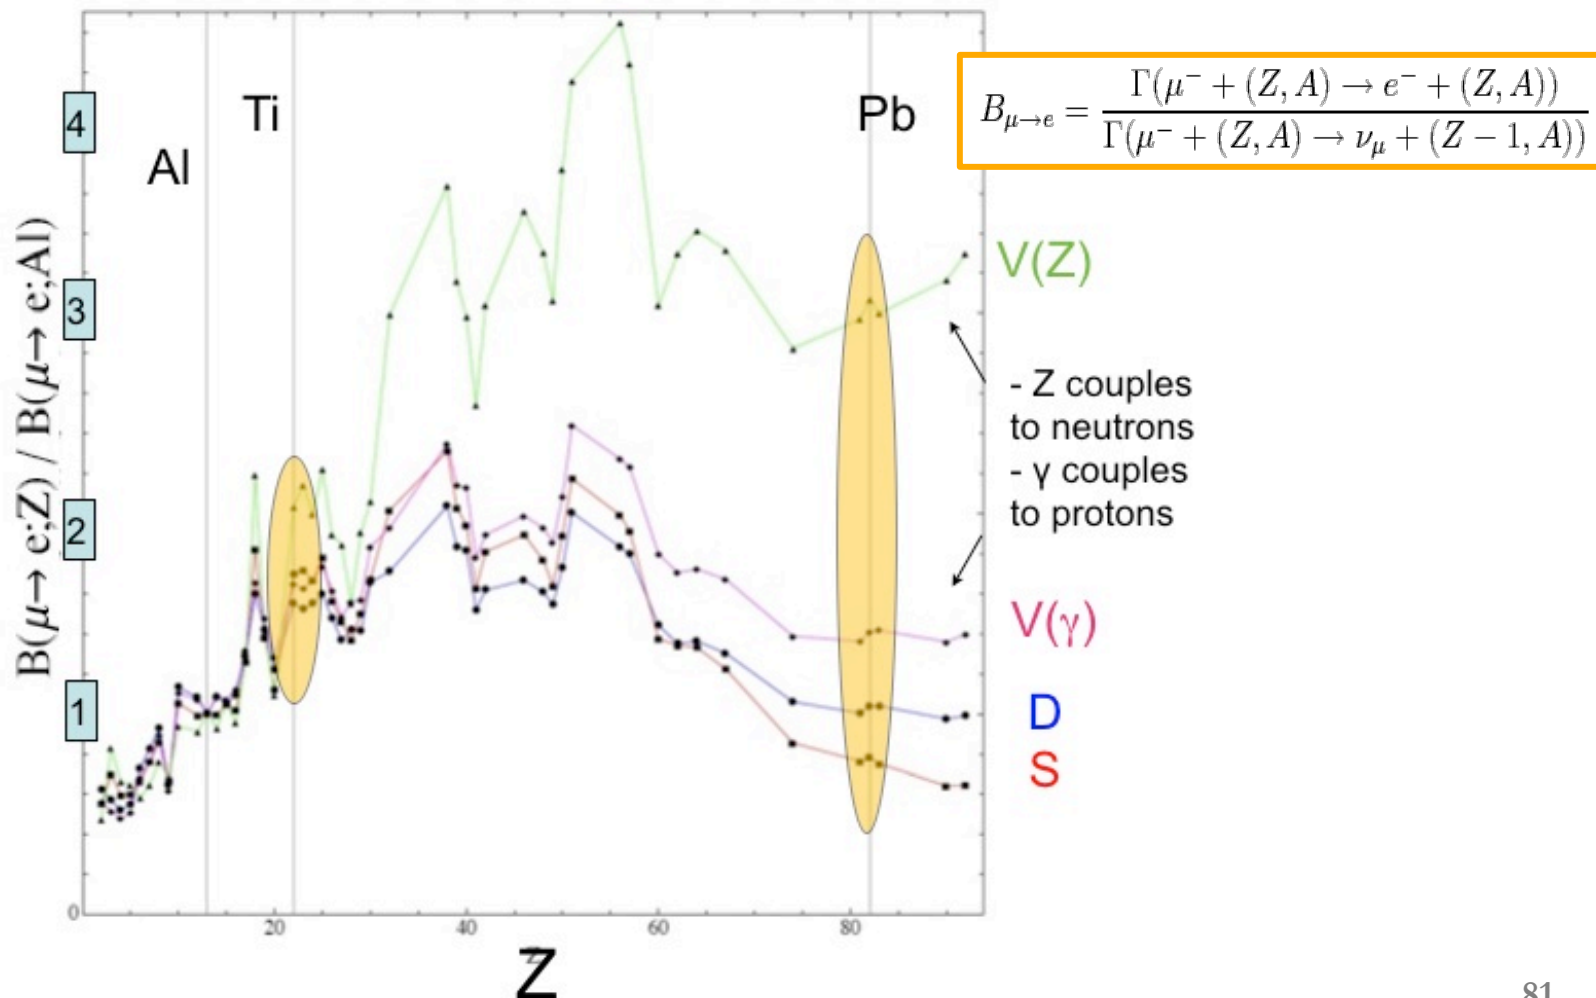 Ti
Pb
Al
B_{μ→e} = \frac{Γ(μ^- + (Z, A) → e^- + (Z, A))}{Γ(μ^- + (Z, A) → ν_μ + (Z − 1, A))}
4
3
2
1
0
B(μ→ e;Z) / B(μ→ e;Al)
V(Z)
- Z couples
to neutrons
- γ couples
to protons
V(γ)
D
S
20
40
60
80
Z
81